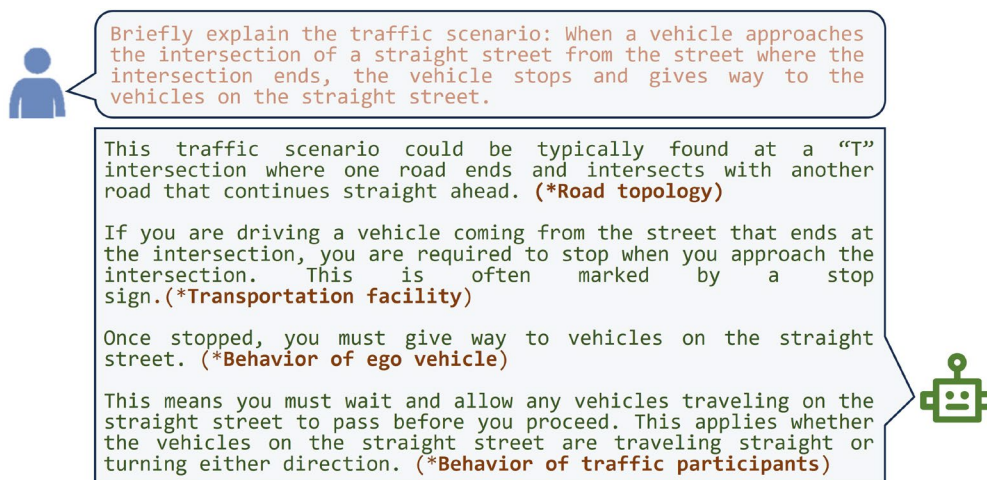 Briefly explain the traffic scenario: When a vehicle approaches
the intersection of a straight street from the street where the
intersection ends, the vehicle stops and gives way to the
vehicles on the straight street.
This traffic scenario could be typically found at a “T”
intersection where one road ends and intersects with another
road that continues straight ahead. (*Road topology)
If you are driving a vehicle coming from the street that ends at
the intersection, you are required to stop when you approach the
intersection. This is often marked by a stop
sign.(*Transportation facility)
Once stopped, you must give way to vehicles on the straight
street. (*Behavior of ego vehicle)
This means you must wait and allow any vehicles traveling on the
straight street to pass before you proceed. This applies whether
the vehicles on the straight street are traveling straight or
turning either direction. (*Behavior of traffic participants)